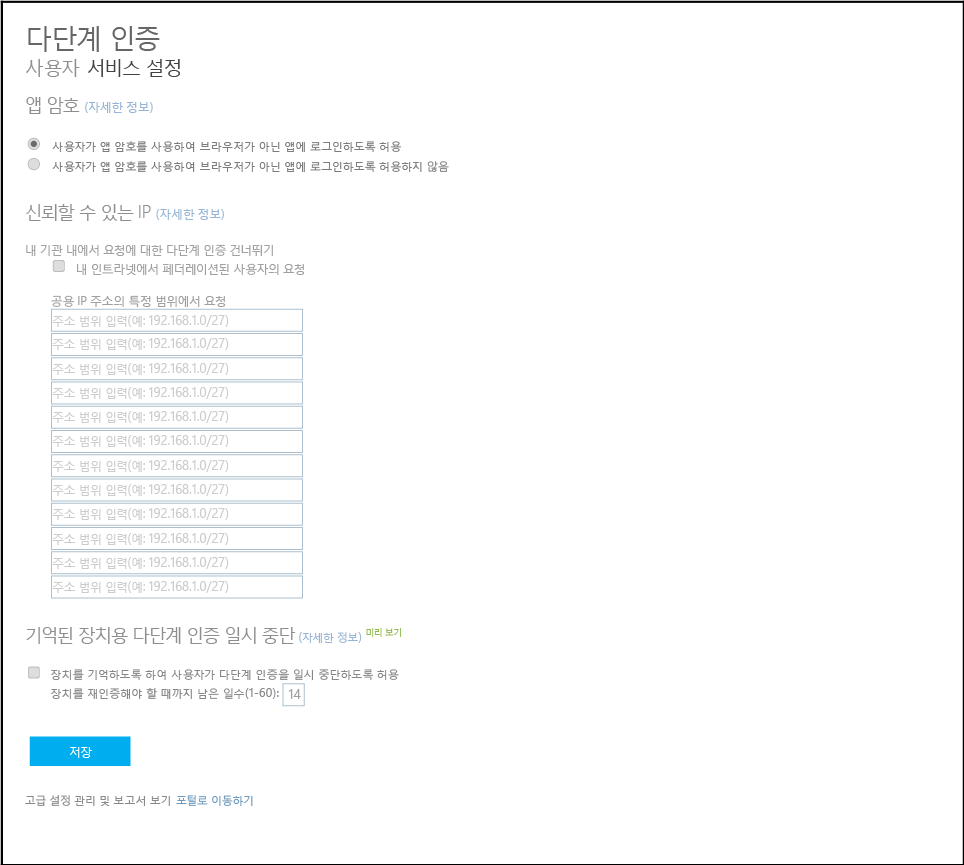 다단계 인증
사용자 서비스 설정
앱 암호 (자세한 정보)
사용자가 앱 암호를 사용하여 브라우저가 아닌 앱에 로그인하도록 허용
사용자가 앱 암호를 사용하여 브라우저가 아닌 앱에 로그인하도록 허용하지 않음
신뢰할 수 있는 IP (자세한 정보)
내 기관 내에서 요청에 대한 다단계 인증 건너뛰기
내 인트라넷에서 페더레이션된 사용자의 요청
공용 IP 주소의 특정 범위에서 요청
주소 범위 입력(예: 192.168.1.0/27)
주소 범위 입력(예: 192.168.1.0/27)
주소 범위 입력(예: 192.168.1.0/27)
주소 범위 입력(예: 192.168.1.0/27)
주소 범위 입력(예: 192.168.1.0/27)
주소 범위 입력(예: 192.168.1.0/27)
주소 범위 입력(예: 192.168.1.0/27)
주소 범위 입력(예: 192.168.1.0/27)
주소 범위 입력(예: 192.168.1.0/27)
주소 범위 입력(예: 192.168.1.0/27)
주소 범위 입력(예: 192.168.1.0/27)
주소 범위 입력(예: 192.168.1.0/27)
기억된 장치용 다단계 인증 일시 중단 (자세한 정보) 미리 보기
장치를 기억하도록 하여 사용자가 다단계 인증을 일시 중단하도록 허용
장치를 재인증해야 할 때까지 남은 일수(1-60): 14
저장
고급 설정 관리 및 보고서 보기 포털로 이동하기